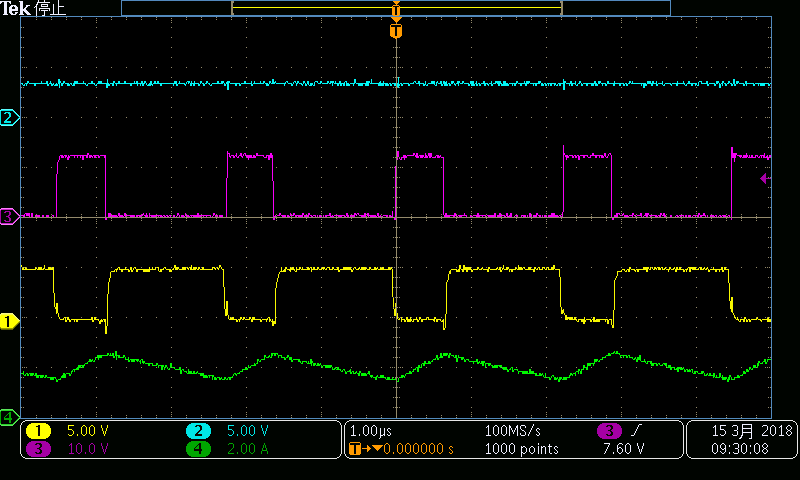 Tek 停止
T
T
2
3
1
4
1 5.00 V 2 5.00 V 1.00μs 100MS/s 3 15 3月 2018
3 10.0 V 4 2.00 A T→▼0.000000 s 1000 points 7.60 V 09:30:08